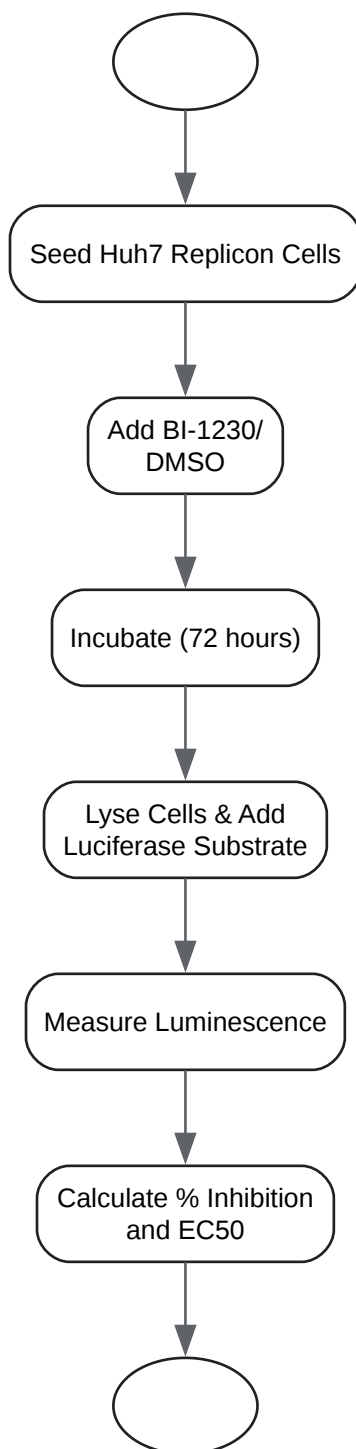 Seed Huh7 Replicon Cells
Add BI-1230/
DMSO
Incubate (72 hours)
Lyse Cells & Add
Luciferase Substrate
Measure Luminescence
Calculate % Inhibition
and EC50